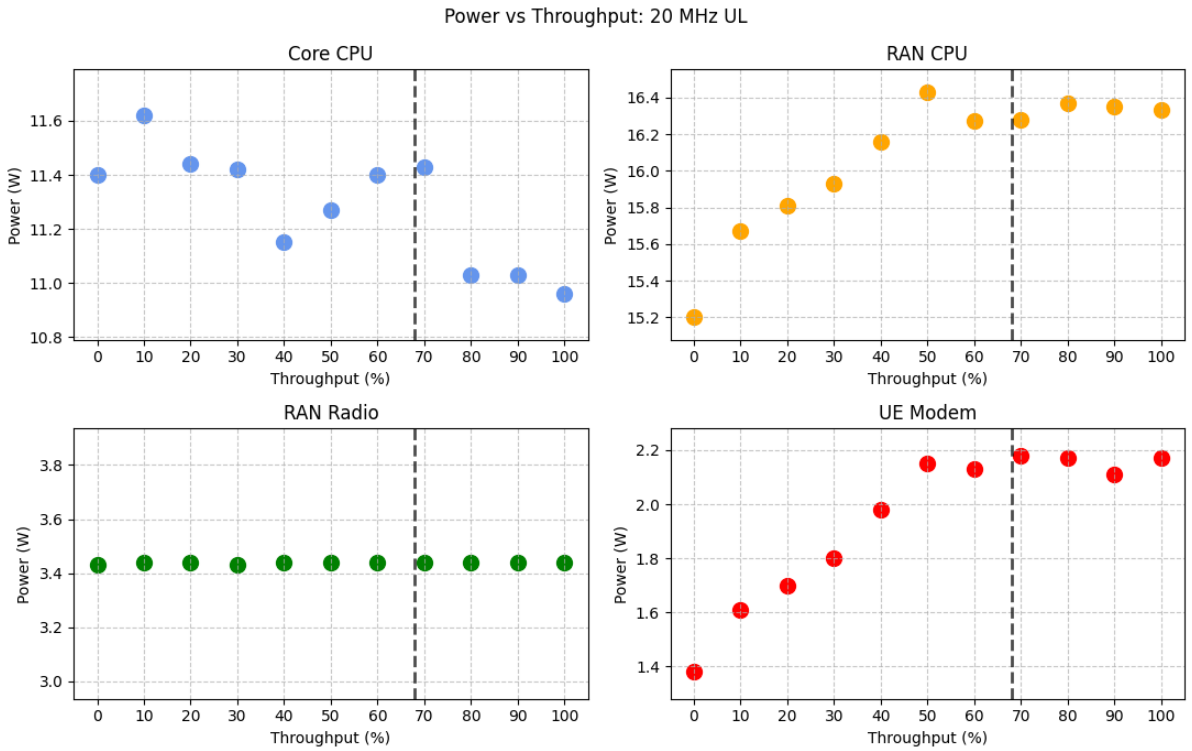 Power vs Throughput: 20 MHz UL
Core CPU
Power (W)
11.6
11.4
11.2
11.0
10.8
0 10 20 30 40 50 60 70 80 90 100
Throughput (%)
RAN CPU
Power (W)
16.4
16.2
16.0
15.8
15.6
15.4
15.2
0 10 20 30 40 50 60 70 80 90 100
Throughput (%)
RAN Radio
Power (W)
3.8
3.6
3.4
3.2
3.0
0 10 20 30 40 50 60 70 80 90 100
Throughput (%)
UE Modem
Power (W)
2.2
2.0
1.8
1.6
1.4
0 10 20 30 40 50 60 70 80 90 100
Throughput (%)